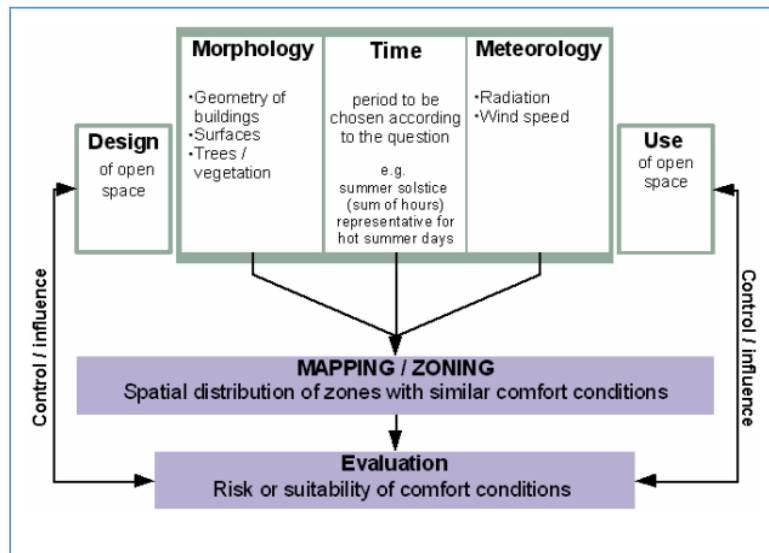 Morphology
•Geometry of
buildings
•Surfaces
•Trees /
vegetation
Time
period to be
chosen according
to the question
e.g.
summer solstice
(sum of hours)
representative for
hot summer days
Meteorology
•Radiation
•Wind speed
Design
of open
space
Use
of open
space
Control / influence
Control / influence
MAPPING / ZONING
Spatial distribution of zones with similar comfort conditions
Evaluation
Risk or suitability of comfort conditions